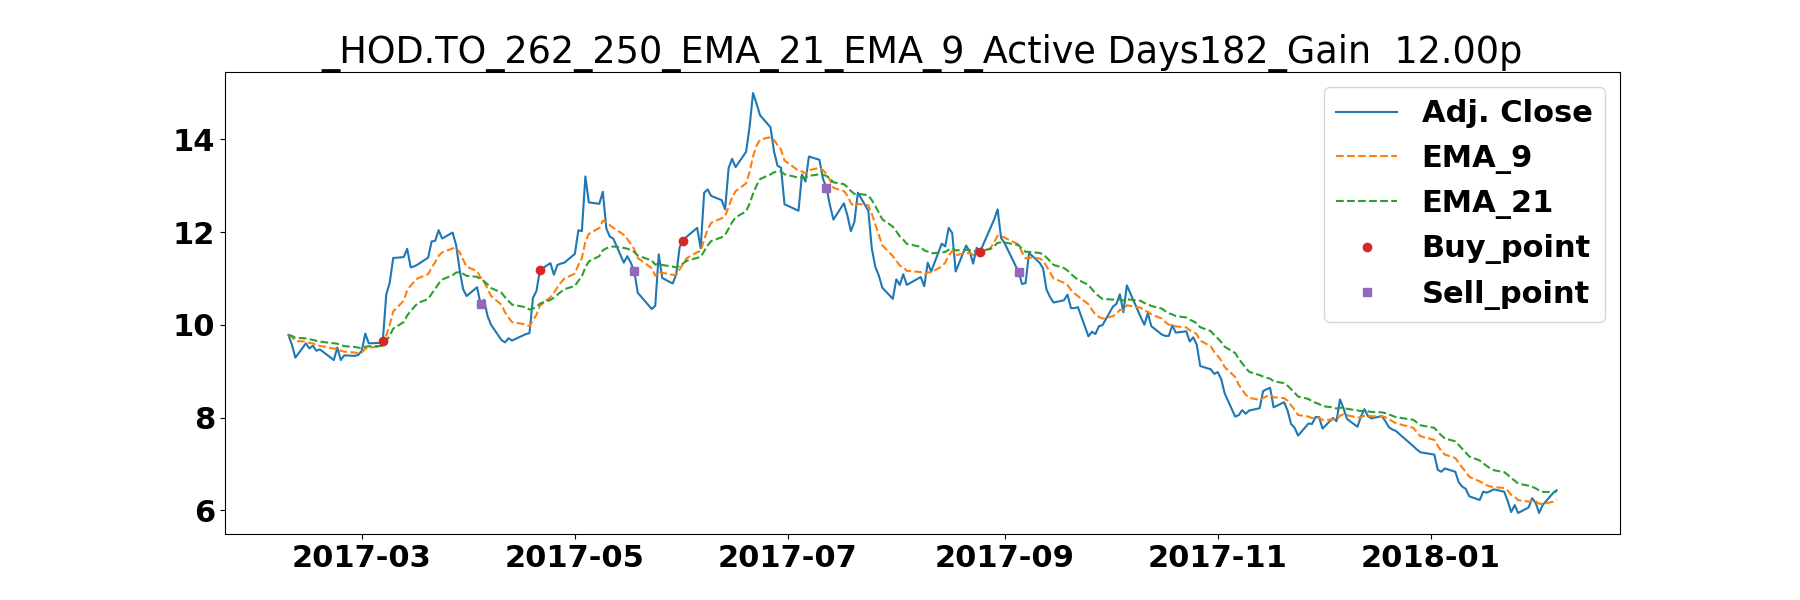 _HOD.TO_262_250_EMA_21_EMA_9_Active Days182_Gain  12.00p
14
12
10
8
6
2017-03
2017-05
2017-07
2017-09
2017-11
2018-01
Adj. Close
EMA_9
EMA_21
Buy_point
Sell_point